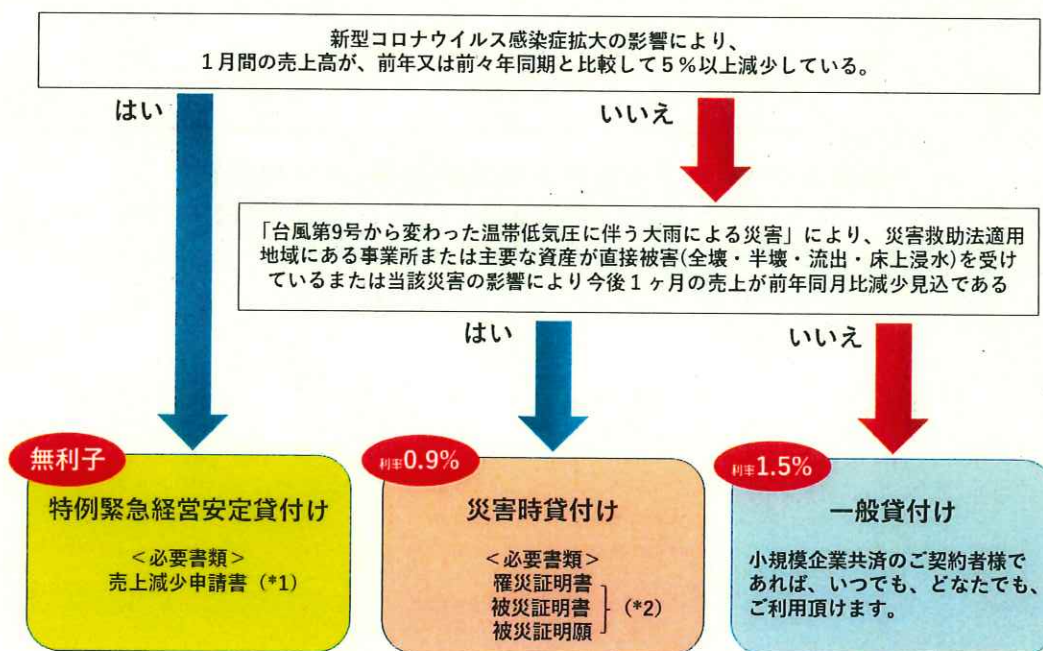 新型コロナウイルス感染症拡大の影響により、
1月間の売上高が、前年又は前々年同期と比較して5％以上減少している。
はい
いいえ
「台風第9号から変わった温帯低気圧に伴う大雨による災害」により、災害救助法適用
地域にある事業所または主要な資産が直接被害(全壊・半壊・流出・床上浸水)を受け
ているまたは当該災害の影響により今後1ヶ月の売上が前年同月比減少見込である
はい
いいえ
無利子
特例緊急経営安定貸付け
＜必要書類＞
売上減少申請書（*1）
利率0.9%
災害時貸付け
＜必要書類＞
罹災証明書
被災証明書
（*2）
被災証明願
利率1.5%
一般貸付け
小規模企業共済のご契約者様で
あれば、いつでも、どなたでも、
ご利用頂けます。